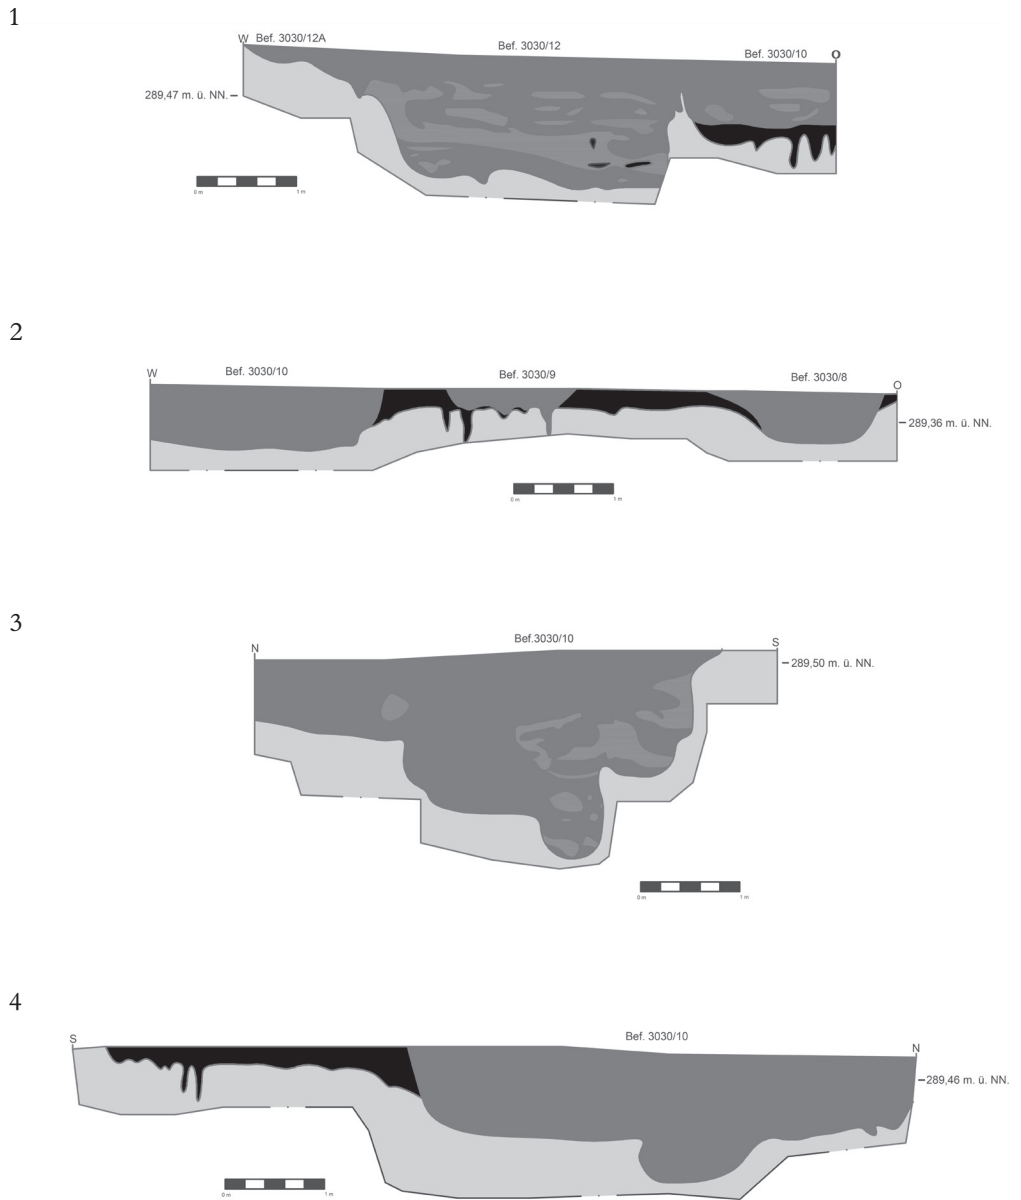 1
W Bef. 3030/12A Bef. 3030/12 Bef. 3030/10 O
289,47 m. ü. NN.
0 m 1 m
2
W Bef. 3030/10 Bef. 3030/9 Bef. 3030/8 O
289,36 m. ü. NN.
0 m 1 m
3
N Bef.3030/10 S
289,50 m. ü. NN.
0 m 1 m
4
S Bef. 3030/10 N
289,46 m. ü. NN.
0 m 1 m